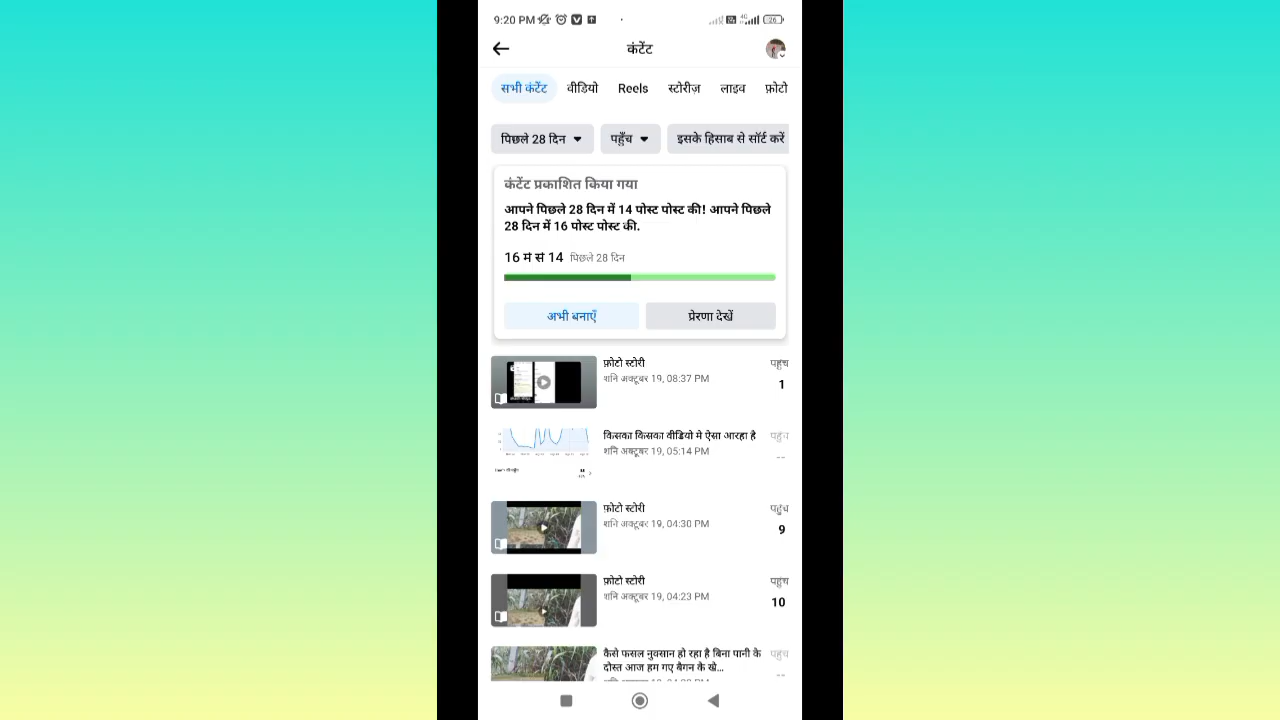 9:20 PM
कंटेंट
सभी कंटेंट वीडियो Reels स्टोरीज़ लाइव फ़ोटो
पिछले 28 दिन पहुँच इसके हिसाब से सॉर्ट करें
कंटेंट प्रकाशित किया गया
आपने पिछले 28 दिन में 14 पोस्ट पोस्ट की! आपने पिछले
28 दिन में 16 पोस्ट पोस्ट की.
16 में से 14 पिछले 28 दिन
अभी बनाएँ प्रेरणा देखें
फ़ोटो स्टोरी पहुंच
शनि अक्टूबर 19, 08:37 PM 1
किसका किसका वीडियो मे ऐसा आरहा है पहुंच
शनि अक्टूबर 19, 05:14 PM --
फ़ोटो स्टोरी पहुंच
शनि अक्टूबर 19, 04:30 PM 9
फ़ोटो स्टोरी पहुंच
शनि अक्टूबर 19, 04:23 PM 10
कैसे फसल नुक्सान हो रहा है बिना पानी के पहुंच
दोस्त आज हम गए बैगन के खे... --